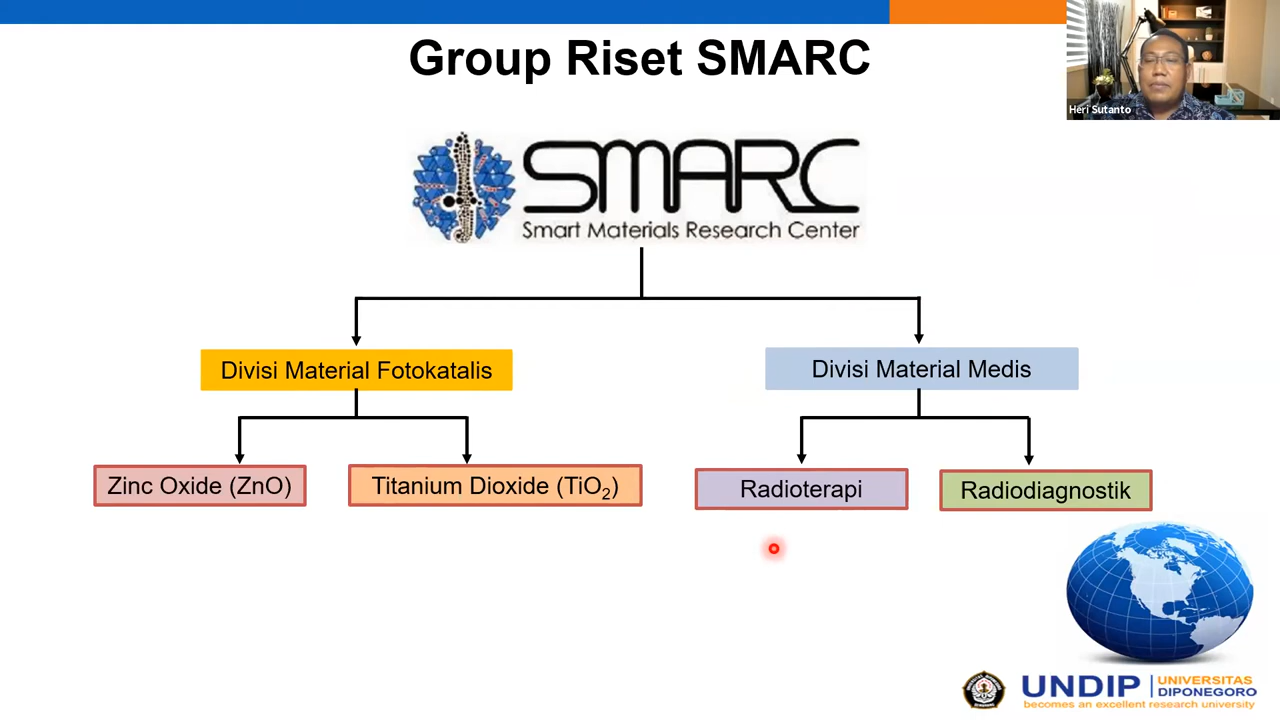 Group Riset SMARC
Heri Sutanto
SMARC
Smart Materials Research Center
Divisi Material Fotokatalis
Divisi Material Medis
Zinc Oxide (ZnO)
Titanium Dioxide (TiO₂)
Radioterapi
Radiodiagnostik
UNDIP
UNIVERSITAS
DIPONEGORO
becomes an excellent research university